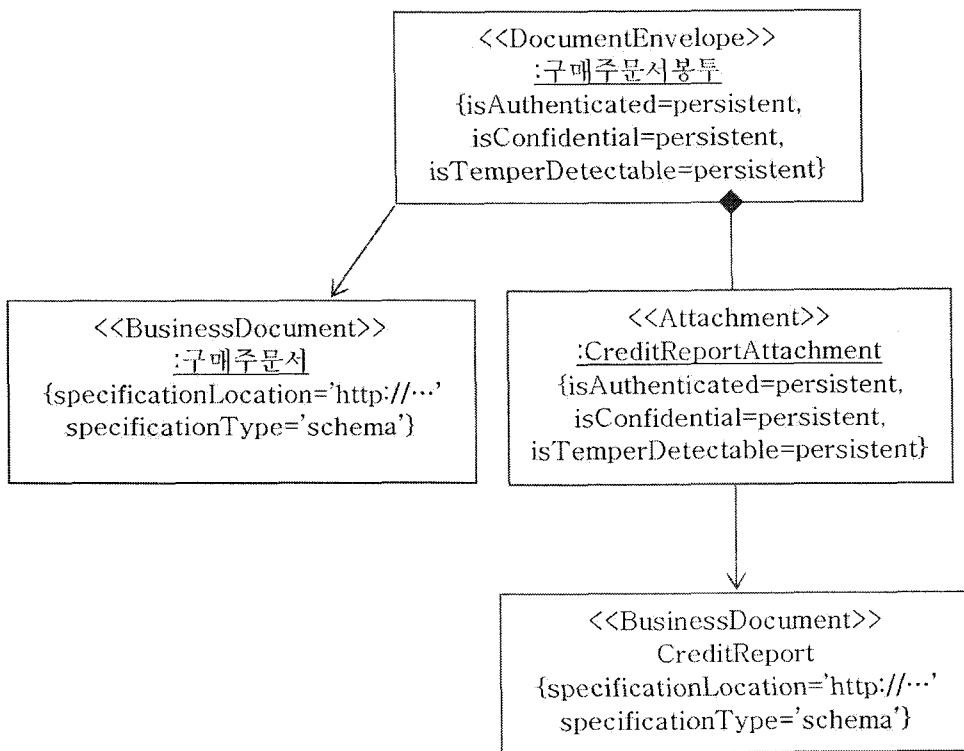 <<DocumentEnvelope>>
:구매주문서봉투
{isAuthenticated=persistent,
isConfidential=persistent,
isTemperDetectable=persistent}
<<BusinessDocument>>
:구매주문서
{specificationLocation='http://…'
specificationType='schema'}
<<Attachment>>
:CreditReportAttachment
{isAuthenticated=persistent,
isConfidential=persistent,
isTemperDetectable=persistent}
<<BusinessDocument>>
CreditReport
{specificationLocation='http://…'
specificationType='schema'}